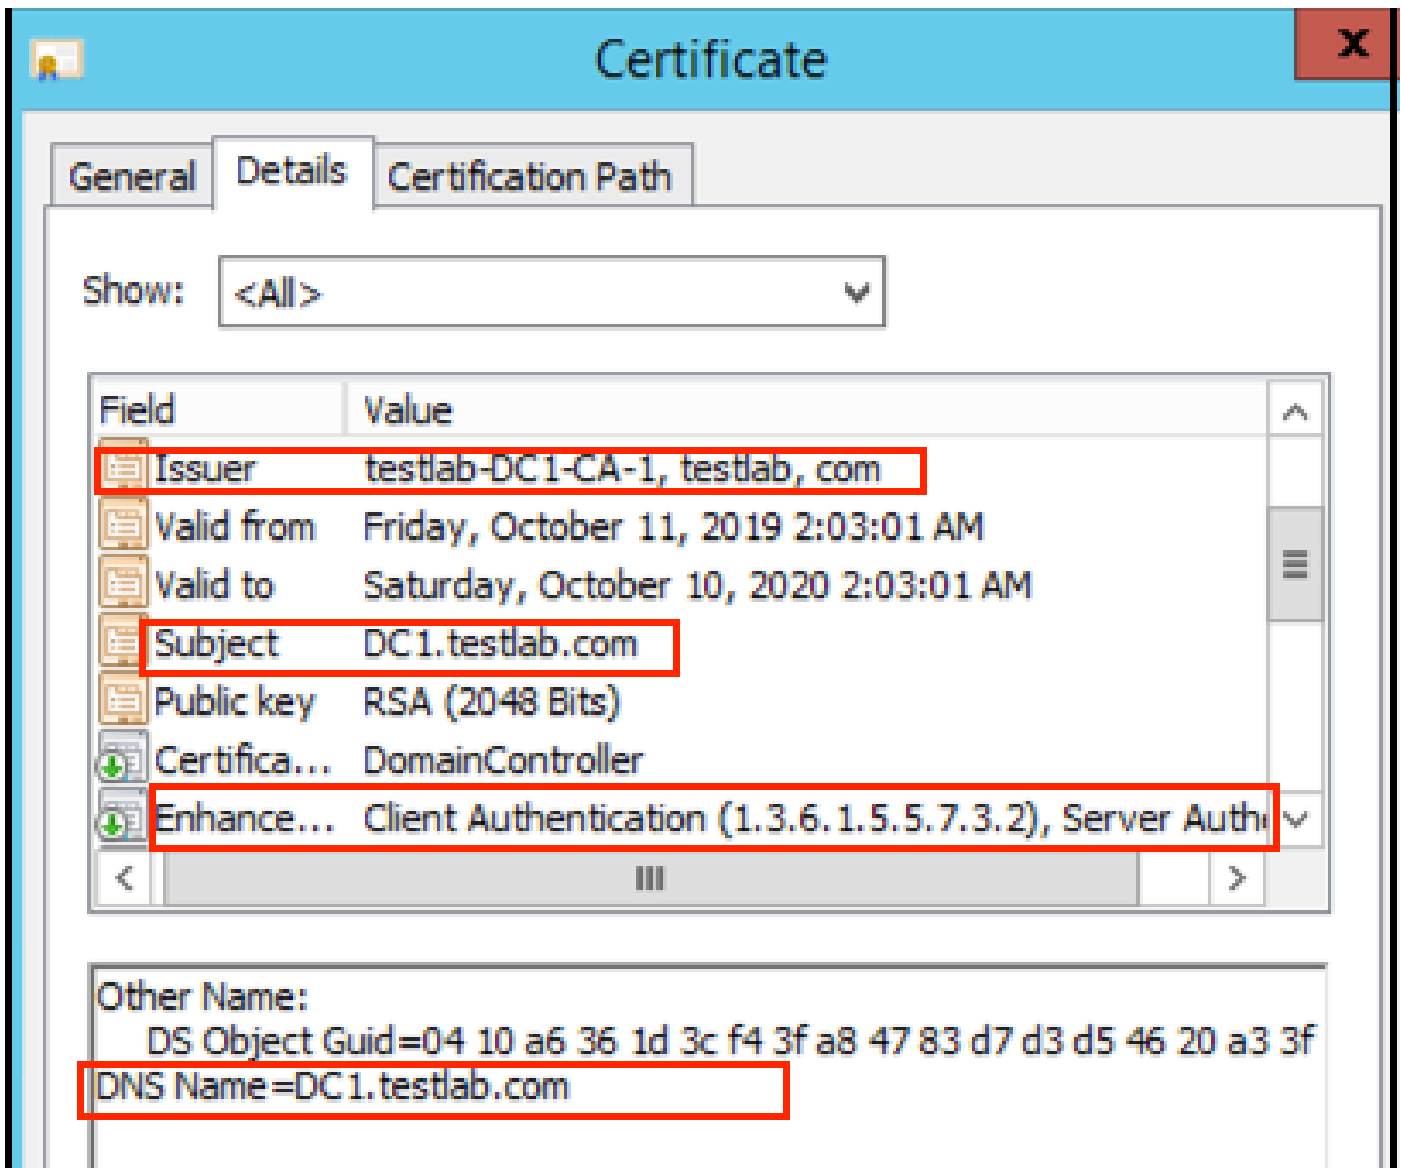 Certificate
x
General Details Certification Path
Show: <All>
Field Value
Issuer testlab-DC1-CA-1, testlab, com
Valid from Friday, October 11, 2019 2:03:01 AM
Valid to Saturday, October 10, 2020 2:03:01 AM
Subject DC1.testlab.com
Public key RSA (2048 Bits)
Certifica... DomainController
Enhance... Client Authentication (1.3.6.1.5.5.7.3.2), Server Authe
Other Name:
DS Object Guid=04 10 a6 36 1d 3c f4 3f a8 47 83 d7 d3 d5 46 20 a3 3f
DNS Name=DC1.testlab.com